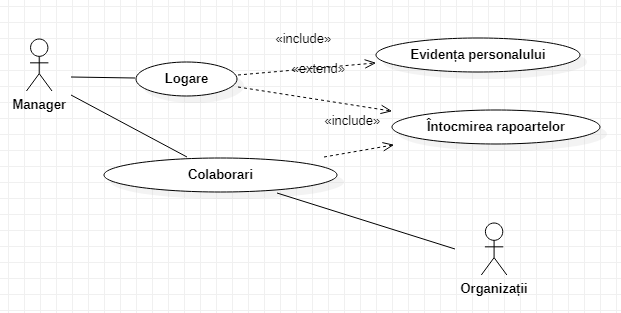 «include»
Evidența personalului
«extend»
Logare
Manager
«include»
Întocmirea rapoartelor
Colaborari
Organizații